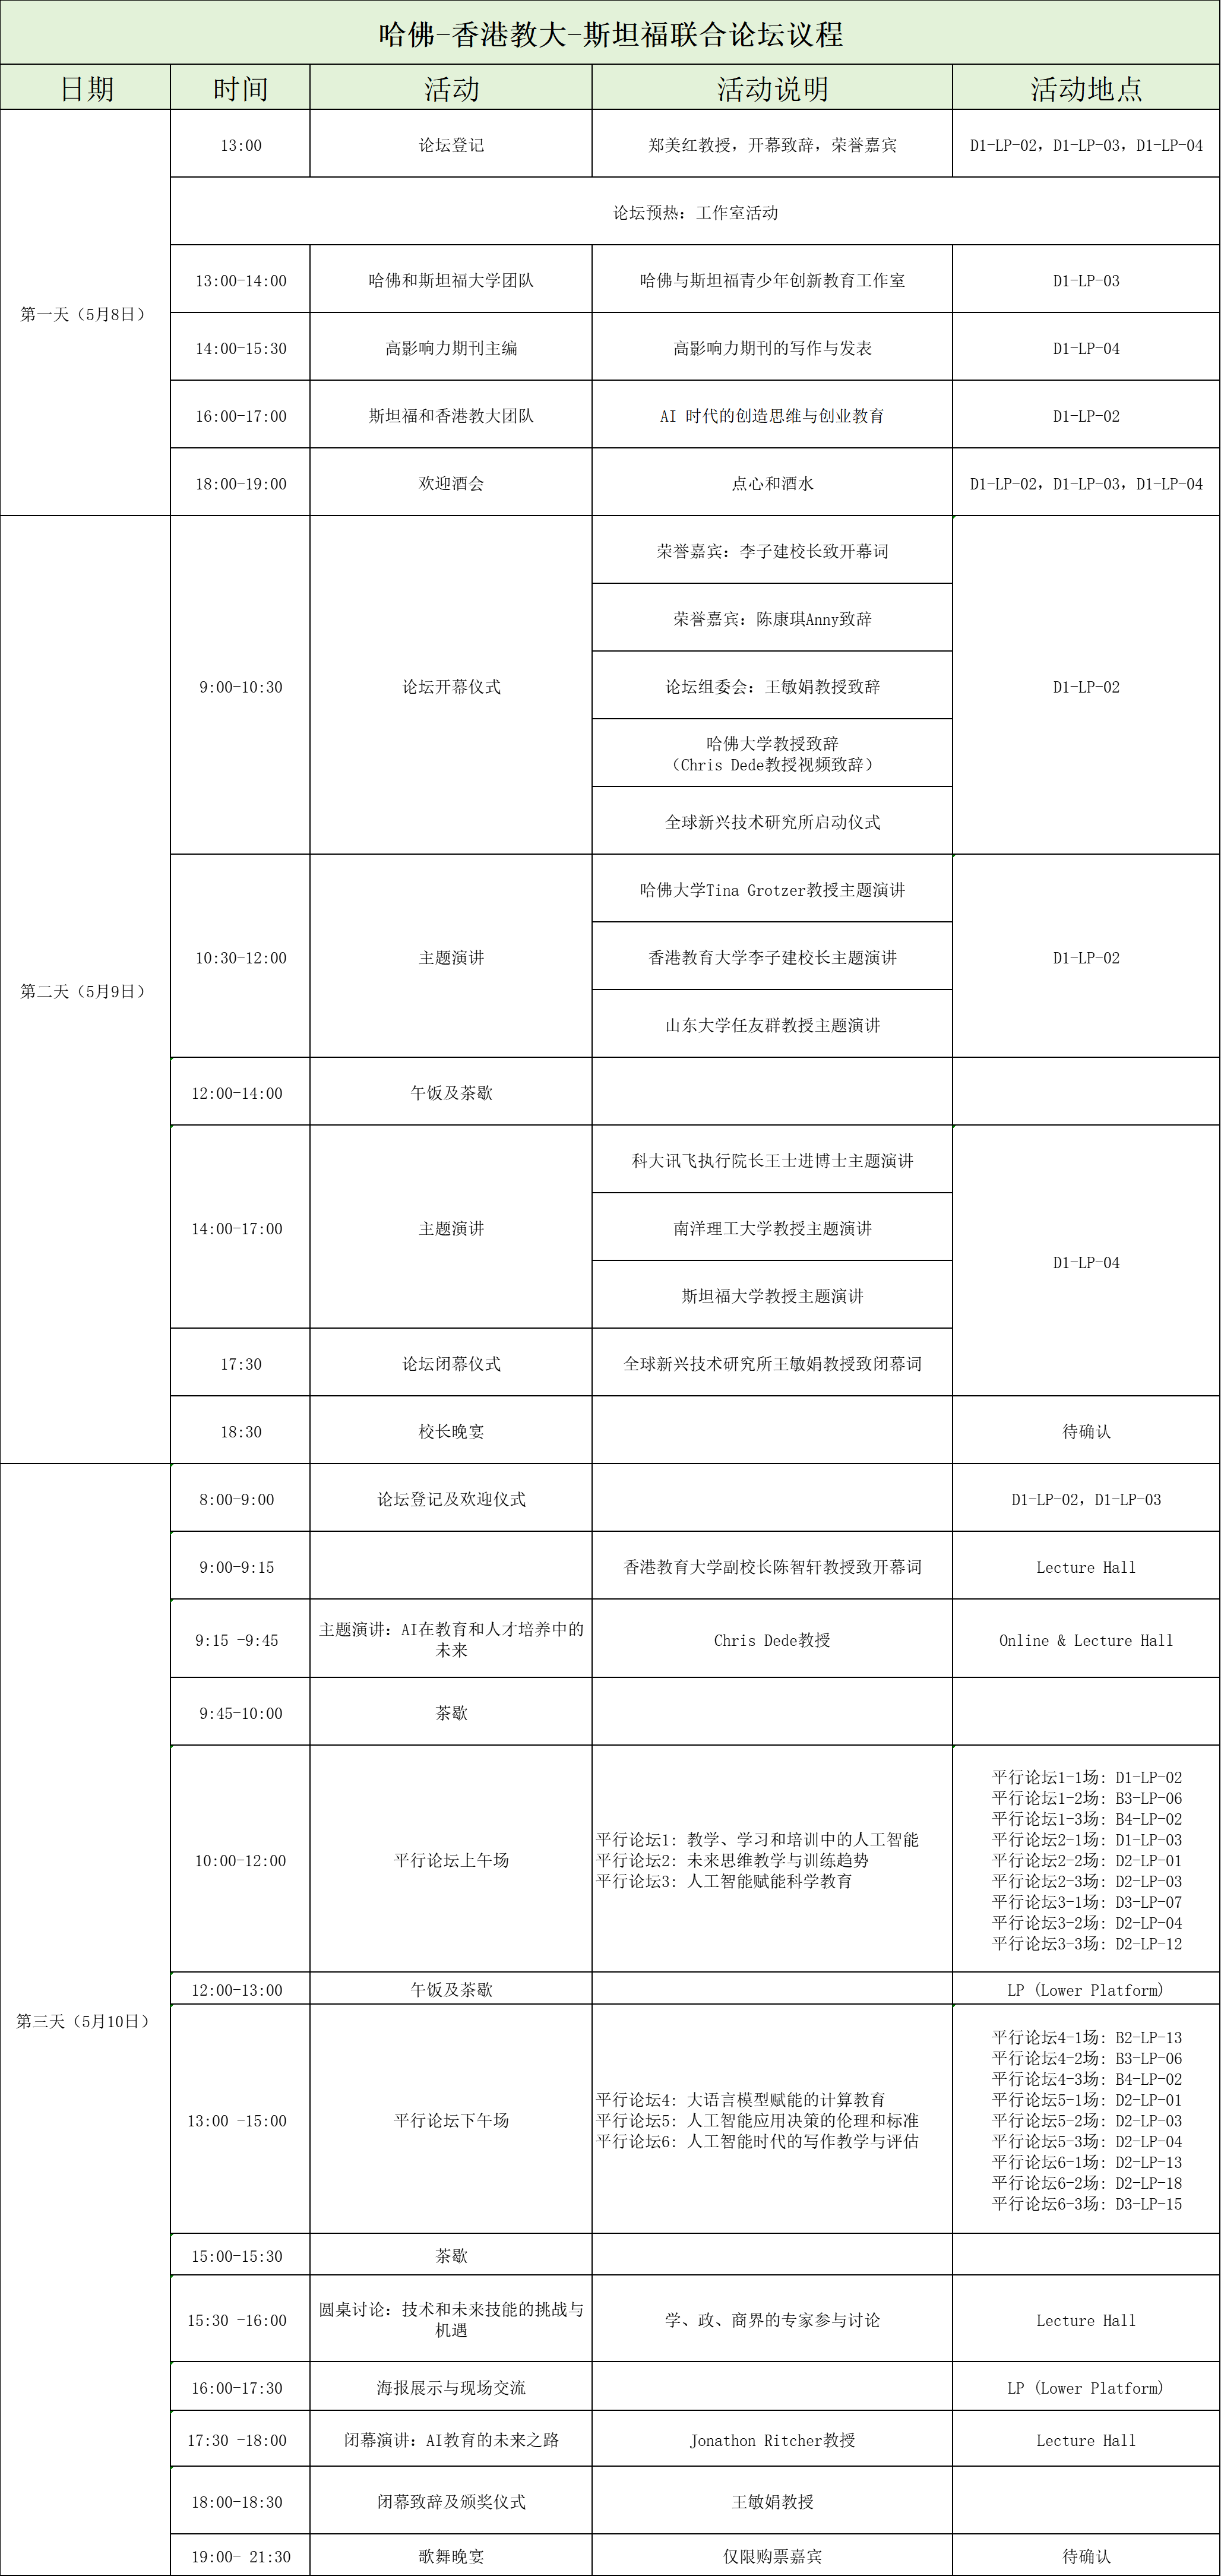 哈佛-香港教大-斯坦福联合论坛议程
日期 时间 活动 活动说明 活动地点
第一天（5月8日）
13:00 论坛登记 郑美红教授，开幕致辞，荣誉嘉宾 D1-LP-02，D1-LP-03，D1-LP-04
论坛预热：工作室活动
13:00-14:00 哈佛和斯坦福大学团队 哈佛与斯坦福青少年创新教育工作室 D1-LP-03
14:00-15:30 高影响力期刊主编 高影响力期刊的写作与发表 D1-LP-04
16:00-17:00 斯坦福和香港教大团队 AI 时代的创造思维与创业教育 D1-LP-02
18:00-19:00 欢迎酒会 点心和酒水 D1-LP-02，D1-LP-03，D1-LP-04
第二天（5月9日）
9:00-10:30 论坛开幕仪式
荣誉嘉宾：李子建校长致开幕词
荣誉嘉宾：陈康琪Anny致辞
论坛组委会：王敏娟教授致辞
哈佛大学教授致辞
（Chris Dede教授视频致辞）
全球新兴技术研究所启动仪式
D1-LP-02
10:30-12:00 主题演讲
哈佛大学Tina Grotzer教授主题演讲
香港教育大学李子建校长主题演讲
山东大学任友群教授主题演讲
D1-LP-02
12:00-14:00 午饭及茶歇
14:00-17:00 主题演讲
科大讯飞执行院长王士进博士主题演讲
南洋理工大学教授主题演讲
斯坦福大学教授主题演讲
D1-LP-04
17:30 论坛闭幕仪式 全球新兴技术研究所王敏娟教授致闭幕词
18:30 校长晚宴 待确认
第三天（5月10日）
8:00-9:00 论坛登记及欢迎仪式 D1-LP-02，D1-LP-03
9:00-9:15 香港教育大学副校长陈智轩教授致开幕词 Lecture Hall
9:15 -9:45
主题演讲：AI在教育和人才培养中的
未来
Chris Dede教授 Online & Lecture Hall
9:45-10:00 茶歇
10:00-12:00 平行论坛上午场
平行论坛1: 教学、学习和培训中的人工智能
平行论坛2: 未来思维教学与训练趋势
平行论坛3: 人工智能赋能科学教育
平行论坛1-1场: D1-LP-02
平行论坛1-2场: B3-LP-06
平行论坛1-3场: B4-LP-02
平行论坛2-1场: D1-LP-03
平行论坛2-2场: D2-LP-01
平行论坛2-3场: D2-LP-03
平行论坛3-1场: D3-LP-07
平行论坛3-2场: D2-LP-04
平行论坛3-3场: D2-LP-12
12:00-13:00 午饭及茶歇 LP (Lower Platform)
13:00 -15:00 平行论坛下午场
平行论坛4: 大语言模型赋能的计算教育
平行论坛5: 人工智能应用决策的伦理和标准
平行论坛6: 人工智能时代的写作教学与评估
平行论坛4-1场: B2-LP-13
平行论坛4-2场: B3-LP-06
平行论坛4-3场: B4-LP-02
平行论坛5-1场: D2-LP-01
平行论坛5-2场: D2-LP-03
平行论坛5-3场: D2-LP-04
平行论坛6-1场: D2-LP-13
平行论坛6-2场: D2-LP-18
平行论坛6-3场: D3-LP-15
15:00-15:30 茶歇
15:30 -16:00
圆桌讨论：技术和未来技能的挑战与
机遇
学、政、商界的专家参与讨论 Lecture Hall
16:00-17:30 海报展示与现场交流 LP (Lower Platform)
17:30 -18:00 闭幕演讲：AI教育的未来之路 Jonathon Ritcher教授 Lecture Hall
18:00-18:30 闭幕致辞及颁奖仪式 王敏娟教授
19:00- 21:30 歌舞晚宴 仅限购票嘉宾 待确认